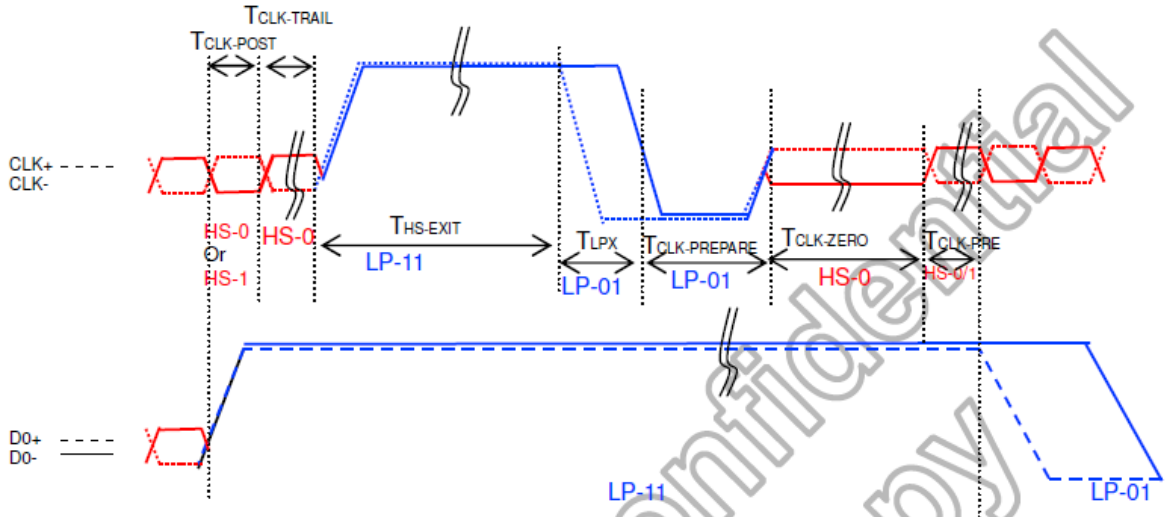 TCLK-TRAIL
TCLK-POST
CLK+
CLK-
HS-0
Or
HS-1
HS-0
THS-EXIT
LP-11
TLPX
LP-01
TCLK-PREPARE
LP-01
TCLK-ZERO
HS-0
TCLK-PRE
HS-0/1
D0+
D0-
LP-11
LP-01
onfidential
opy